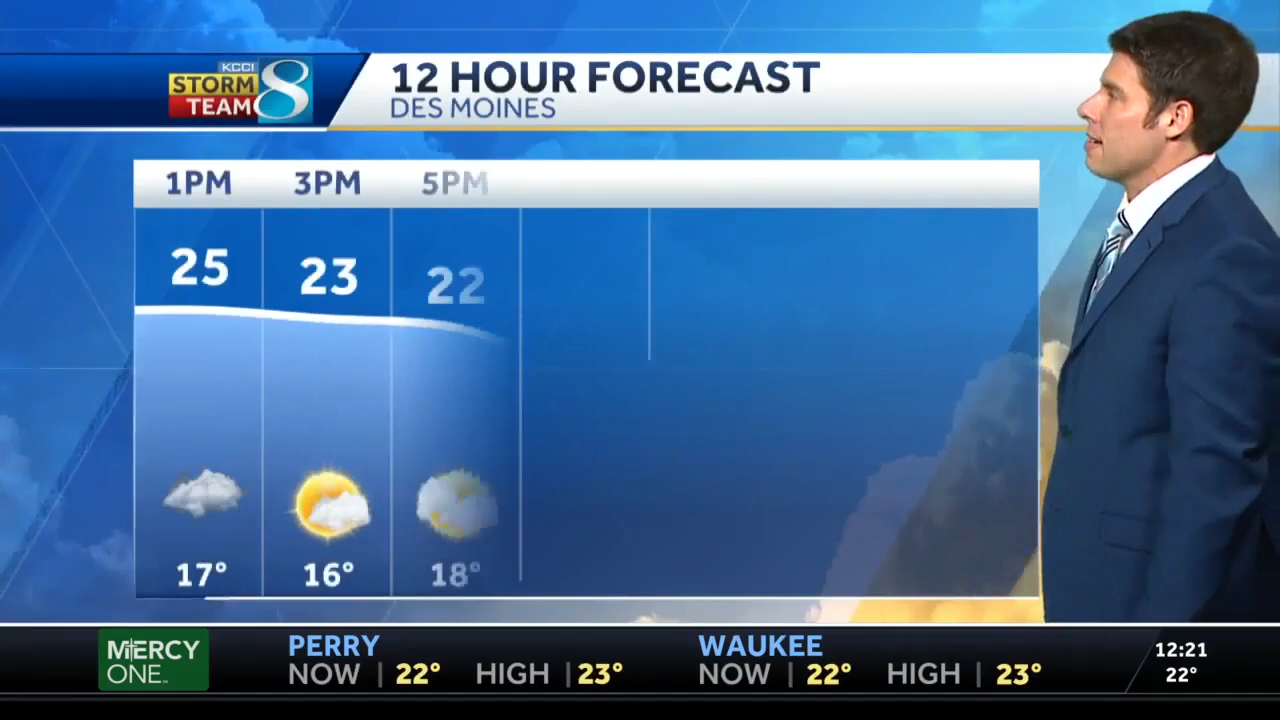 KCCI
STORM
TEAM 8
12 HOUR FORECAST
DES MOINES
1PM 3PM 5PM
25 23 22
17° 16° 18°
MERCY
ONE
PERRY
NOW | 22° HIGH | 23°
WAUKEE
NOW | 22° HIGH | 23°
12:21
22°